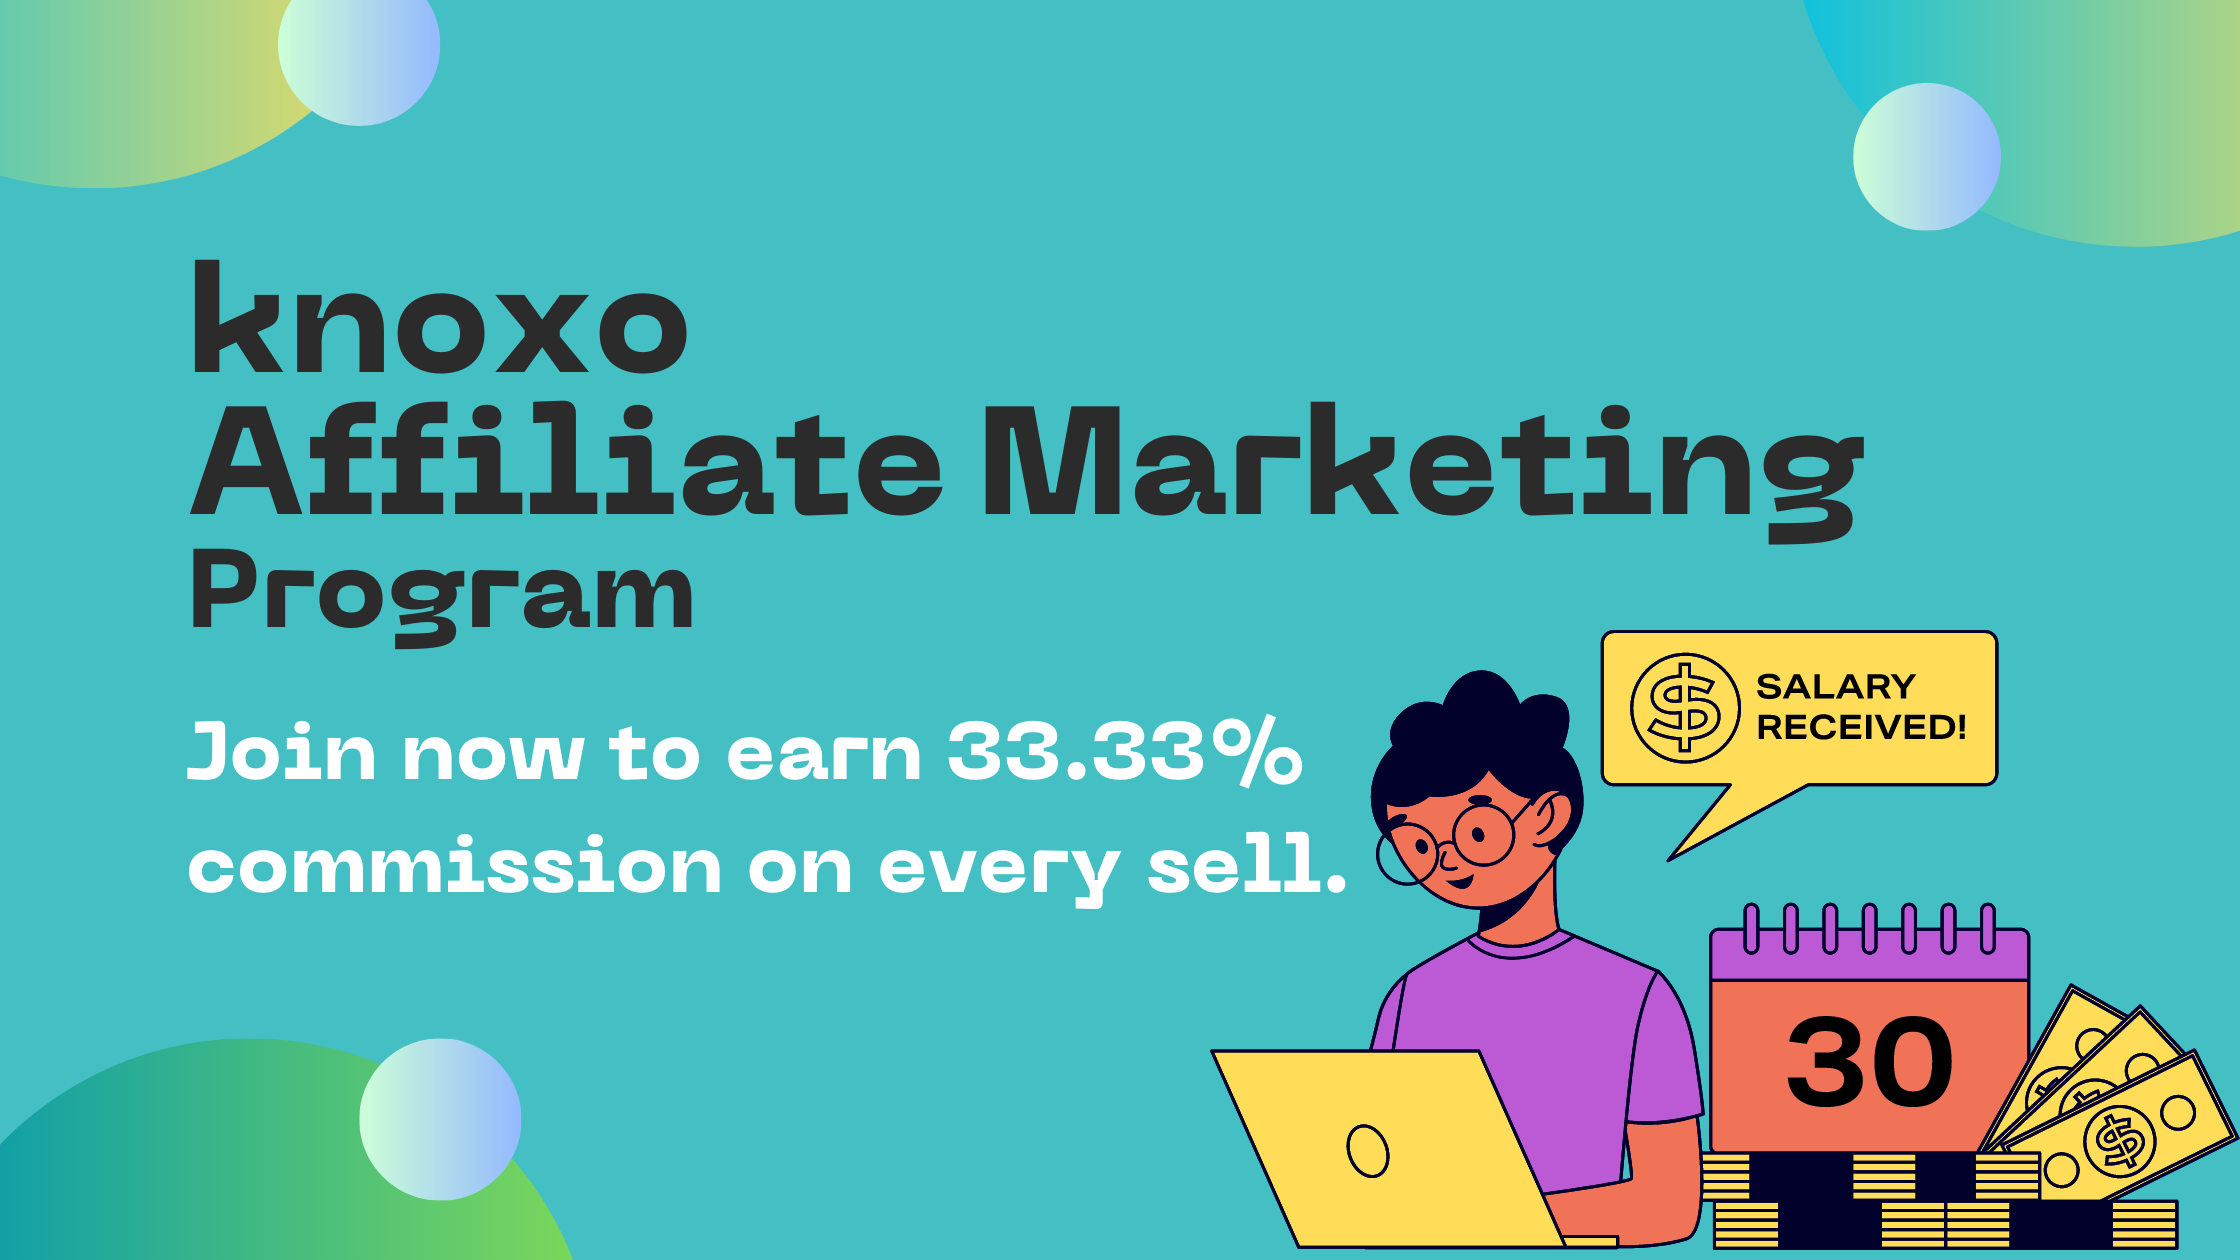 knoxo
Affiliate Marketing
Program
Join now to earn 33.33%
commission on every sell.
SALARY
RECEIVED!
30